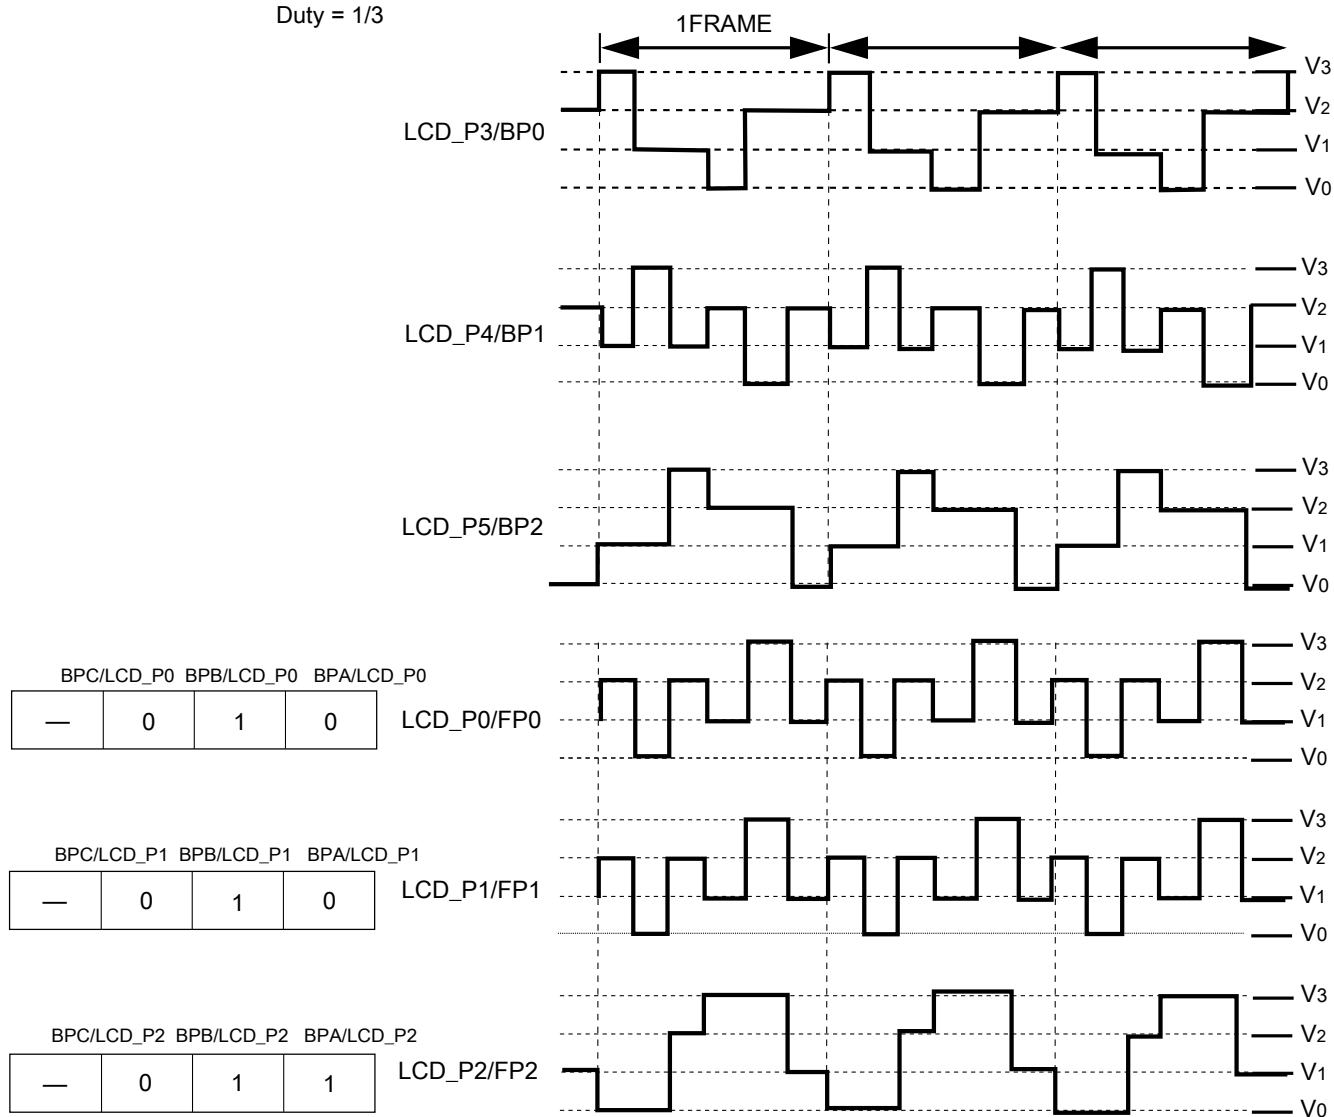 Duty = 1/3
1FRAME
LCD_P3/BP0
V3
V2
V1
V0
LCD_P4/BP1
V3
V2
V1
V0
LCD_P5/BP2
V3
V2
V1
V0
BPC/LCD_P0 BPB/LCD_P0 BPA/LCD_P0
— 0 1 0
LCD_P0/FP0
V3
V2
V1
V0
BPC/LCD_P1 BPB/LCD_P1 BPA/LCD_P1
— 0 1 0
LCD_P1/FP1
V3
V2
V1
V0
BPC/LCD_P2 BPB/LCD_P2 BPA/LCD_P2
— 0 1 1
LCD_P2/FP2
V3
V2
V1
V0